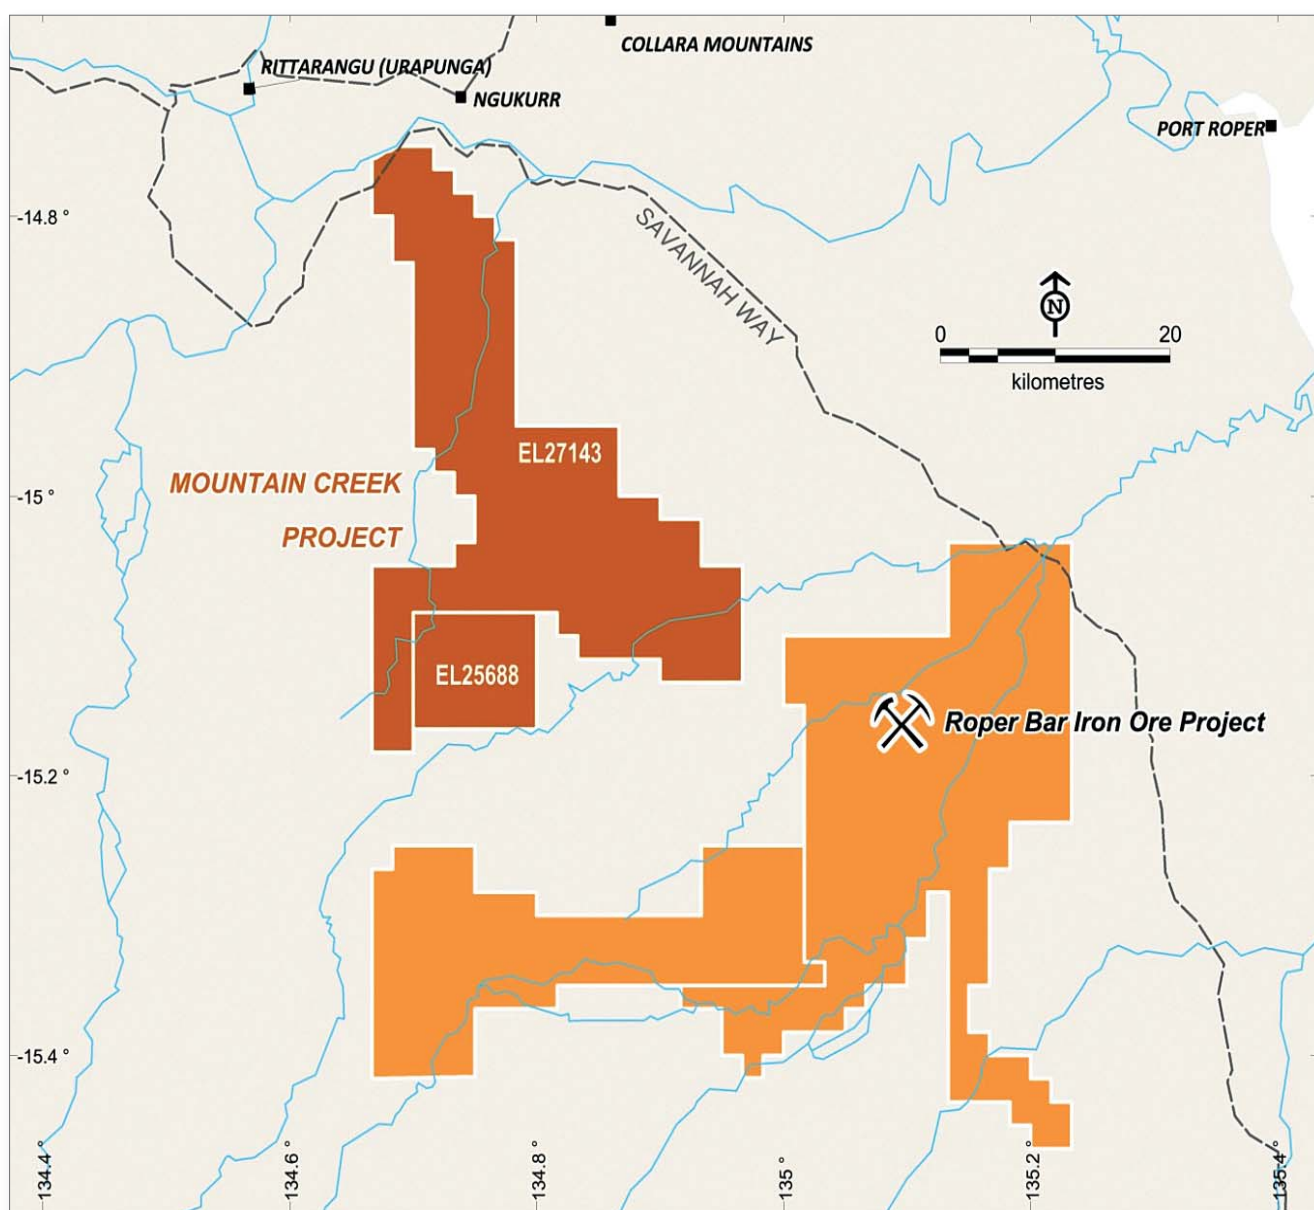 COLLARA MOUNTAINS
RITTARANGU (URAPUNGA)
NGUKURR
PORT ROPER
-14.8 °
SAVANNAH WAY
N
0 20
kilometres
EL27143
MOUNTAIN CREEK
PROJECT
-15 °
EL25688
Roper Bar Iron Ore Project
-15.2 °
-15.4 °
134.4 °
134.6 °
134.8 °
135 °
135.2 °
135.4 °